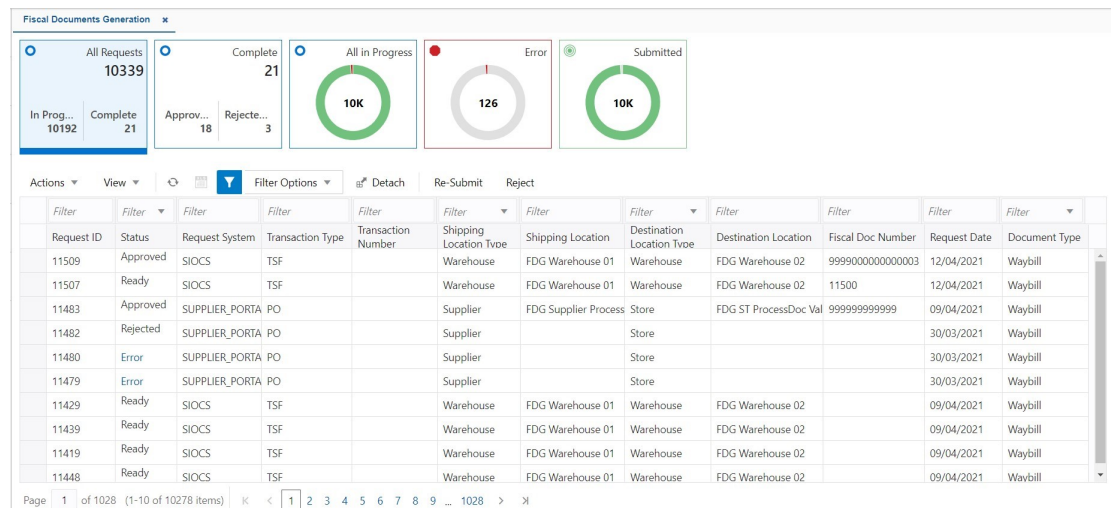 Fiscal Documents Generation ×
All Requests
10339
In Prog... Complete
10192 21
Complete
21
Approv... Rejecte...
18 3
All in Progress
10K
Error
126
Submitted
10K
Actions View Filter Options Detach Re-Submit Reject
Filter Filter Filter Filter Filter Filter Filter Filter Filter Filter Filter Filter
Request ID Status Request System Transaction Type Transaction Number Shipping Location Type Shipping Location Destination Location Type Destination Location Fiscal Doc Number Request Date Document Type
11509 Approved SIOCS TSF Warehouse FDG Warehouse 01 Warehouse FDG Warehouse 02 9999000000000003 12/04/2021 Waybill
11507 Ready SIOCS TSF Warehouse FDG Warehouse 01 Warehouse FDG Warehouse 02 11500 12/04/2021 Waybill
11483 Approved SUPPLIER_PORTA PO Supplier FDG Supplier Process Store FDG ST ProcessDoc Val 999999999999 09/04/2021 Waybill
11482 Rejected SUPPLIER_PORTA PO Supplier Store 30/03/2021 Waybill
11480 Error SUPPLIER_PORTA PO Supplier Store 30/03/2021 Waybill
11479 Error SUPPLIER_PORTA PO Supplier Store 30/03/2021 Waybill
11429 Ready SIOCS TSF Warehouse FDG Warehouse 01 Warehouse FDG Warehouse 02 09/04/2021 Waybill
11439 Ready SIOCS TSF Warehouse FDG Warehouse 01 Warehouse FDG Warehouse 02 09/04/2021 Waybill
11419 Ready SIOCS TSF Warehouse FDG Warehouse 01 Warehouse FDG Warehouse 02 09/04/2021 Waybill
11448 Ready SIOCS TSF Warehouse FDG Warehouse 01 Warehouse FDG Warehouse 02 09/04/2021 Waybill
Page 1 of 1028 (1-10 of 10278 items) 1 2 3 4 5 6 7 8 9 ... 1028